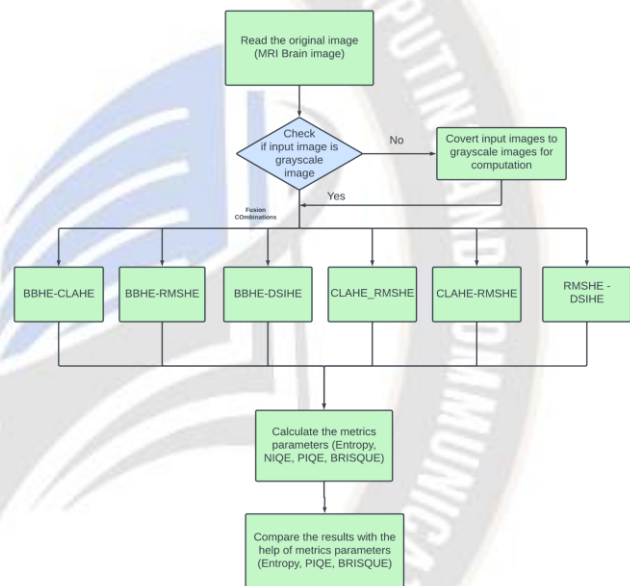 Read the original image
(MRI Brain image)
Check
if input image is
grayscale
image
No
Covert input images to
grayscale images for
computation
Yes
Fusion
COmbinations
BBHE-CLAHE
BBHE-RMSHE
BBHE-DSIHE
CLAHE_RMSHE
CLAHE-RMSHE
RMSHE -
DSIHE
Calculate the metrics
parameters (Entropy,
NIQE, PIQE, BRISQUE)
Compare the results with the
help of metrics parameters
(Entropy, PIQE, BRISQUE)